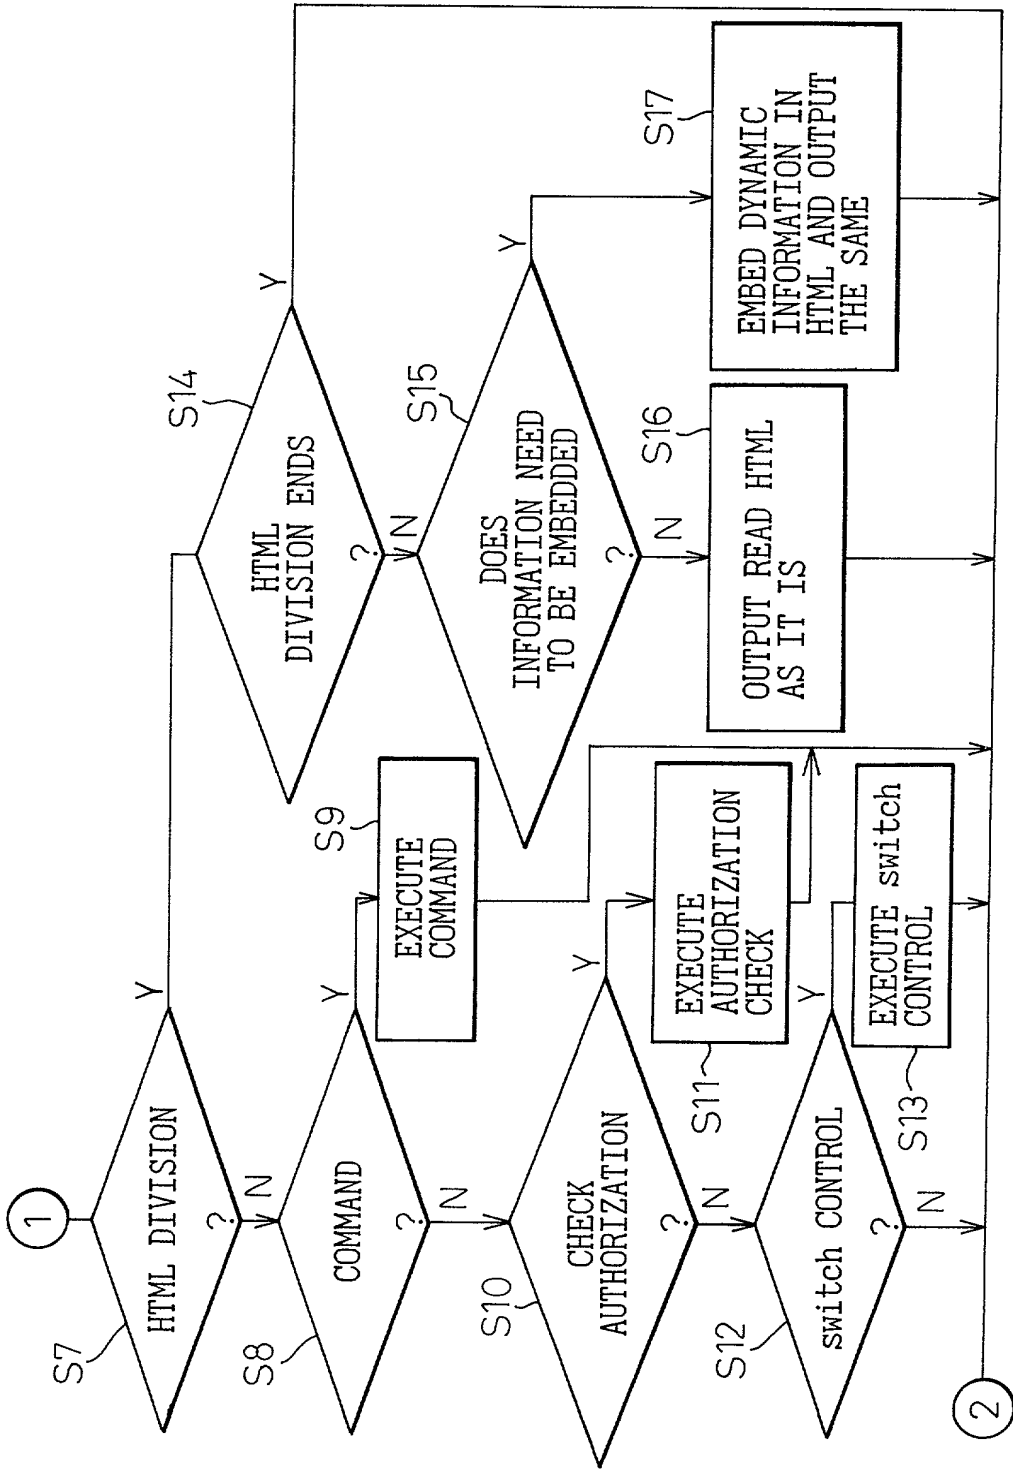 1
S7
HTML DIVISION
?
Y
N
S8
COMMAND
?
Y
N
S9
EXECUTE
COMMAND
S10
CHECK
AUTHORIZATION
?
Y
N
S11
EXECUTE
AUTHORIZATION
CHECK
S12
switch CONTROL
?
Y
N
S13
EXECUTE switch
CONTROL
S14
HTML
DIVISION ENDS
?
Y
N
S15
DOES
INFORMATION NEED
TO BE EMBEDDED
?
Y
N
S16
OUTPUT READ HTML
AS IT IS
S17
EMBED DYNAMIC
INFORMATION IN
HTML AND OUTPUT
THE SAME
2